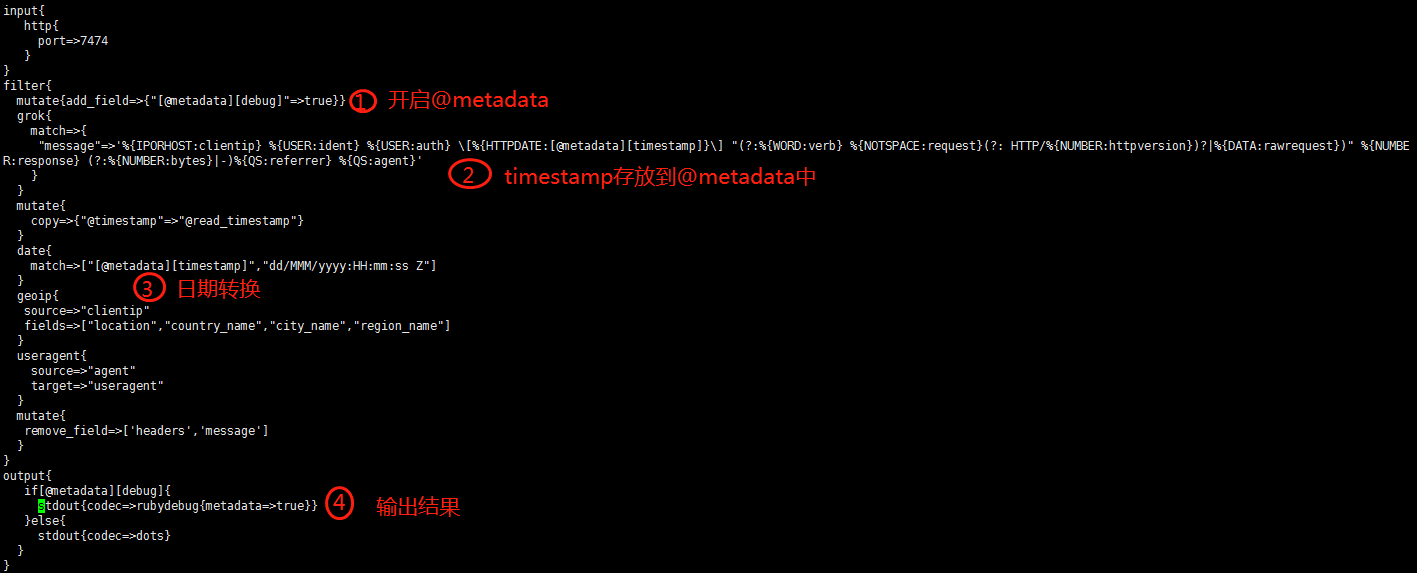 input{
http{
port=>7474
}
}
filter{
mutate{add_field=>{"[@metadata][debug]"=>true}} ① 开启@metadata
grok{
match=>{
"message"=>'%{IPORHOST:clientip} %{USER:ident} %{USER:auth} \[%{HTTPDATE:[@metadata][timestamp]}\] "(?:%{WORD:verb} %{NOTSPACE:request}(?: HTTP/%{NUMBER:httpversion})?|%{DATA:rawrequest})" %{NUMBE
R:response} (?:%{NUMBER:bytes}|-)%{QS:referrer} %{QS:agent}'
② timestamp存放到@metadata中
}
}
mutate{
copy=>{"@timestamp"=>"@read_timestamp"}
}
date{
match=>["[@metadata][timestamp]","dd/MMM/yyyy:HH:mm:ss Z"]
}
③ 日期转换
geoip{
source=>"clientip"
fields=>["location","country_name","city_name","region_name"]
}
useragent{
source=>"agent"
target=>"useragent"
}
mutate{
remove_field=>['headers','message']
}
}
output{
if[@metadata][debug]{
stdout{codec=>rubydebug{metadata=>true}} ④ 输出结果
}else{
stdout{codec=>dots}
}
}